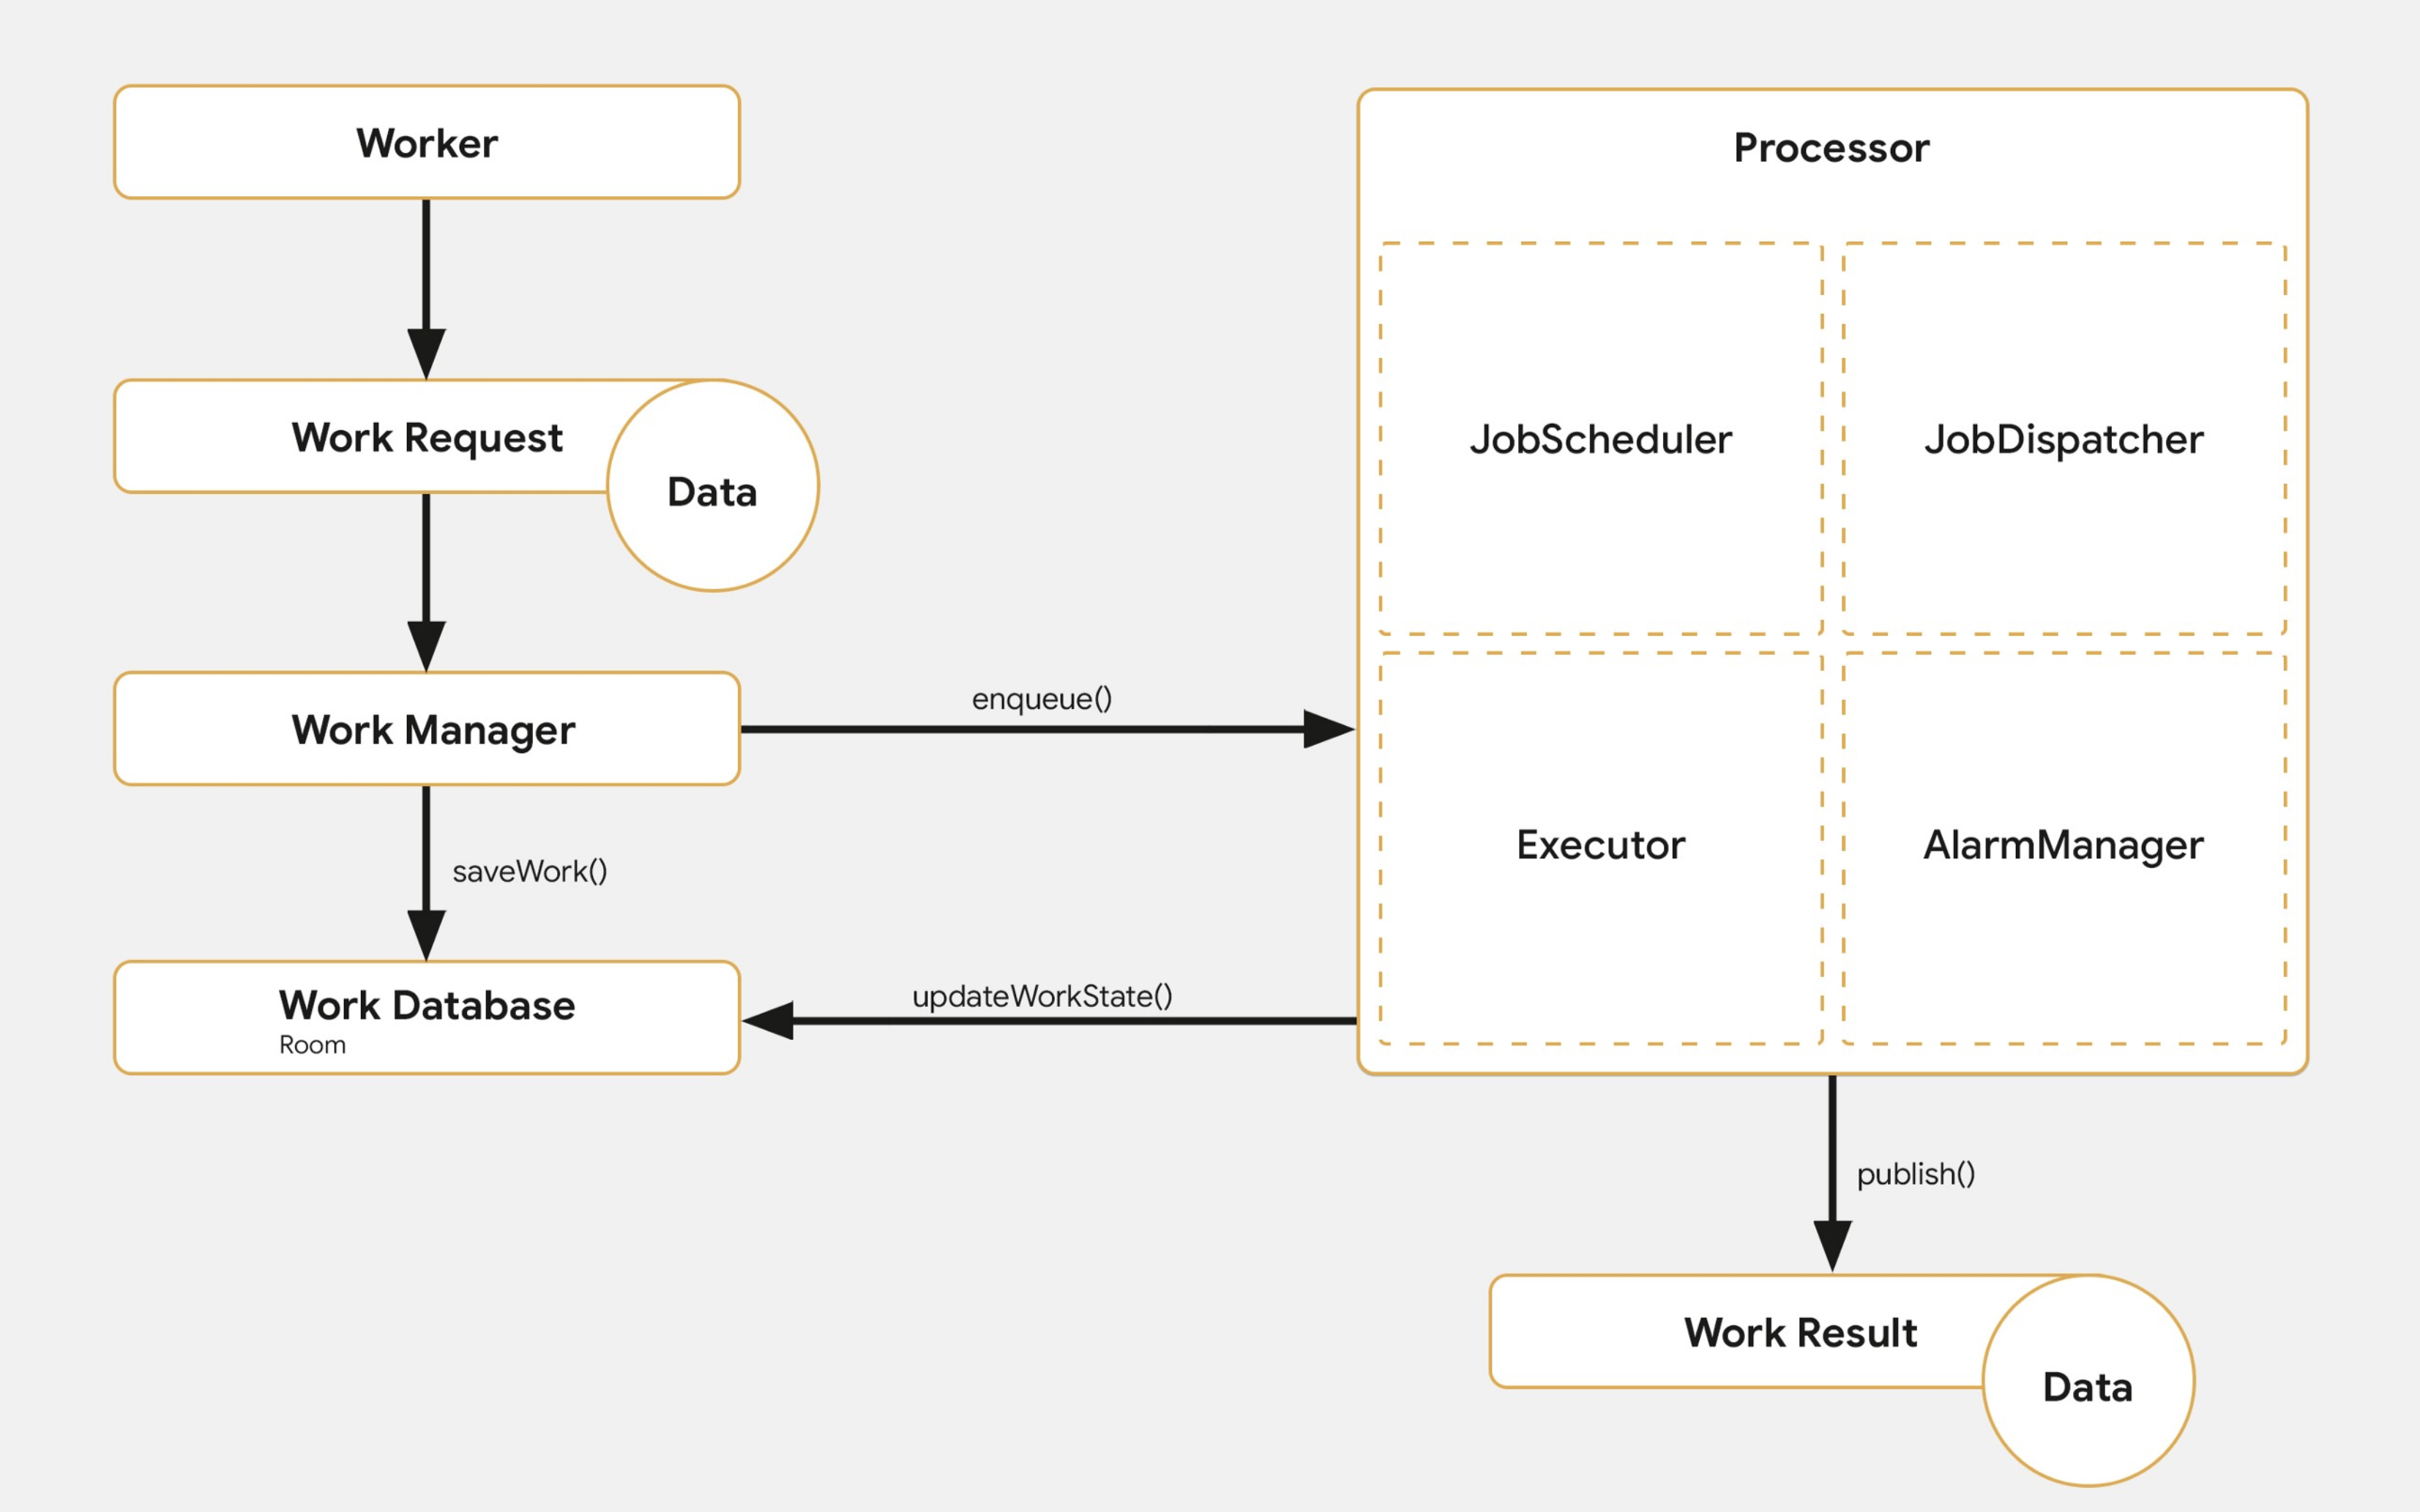 Worker
Work Request
Data
Work Manager
saveWork()
Work Database
Room
enqueue()
updateWorkState()
Processor
JobScheduler
JobDispatcher
Executor
AlarmManager
publish()
Work Result
Data